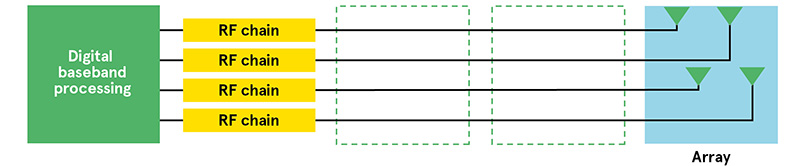 Digital
baseband
processing
RF chain
RF chain
RF chain
RF chain
Array